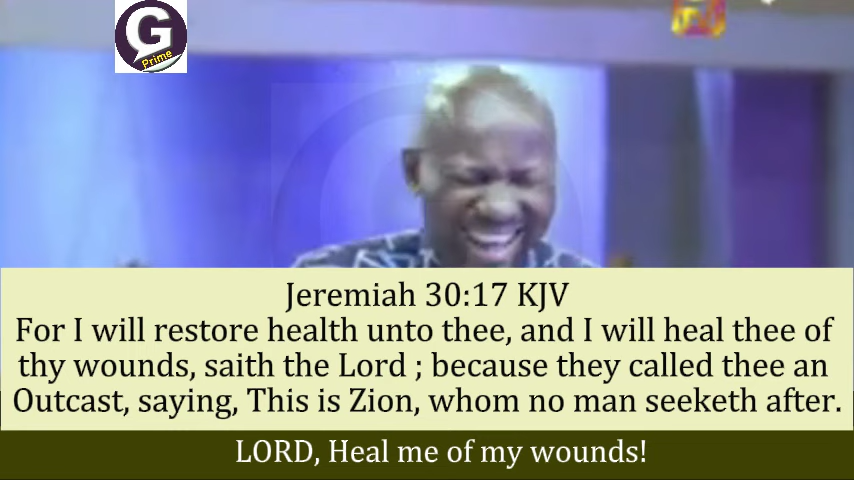 G
Prime
Jeremiah 30:17 KJV
For I will restore health unto thee, and I will heal thee of
thy wounds, saith the Lord ; because they called thee an
Outcast, saying, This is Zion, whom no man seeketh after.
LORD, Heal me of my wounds!